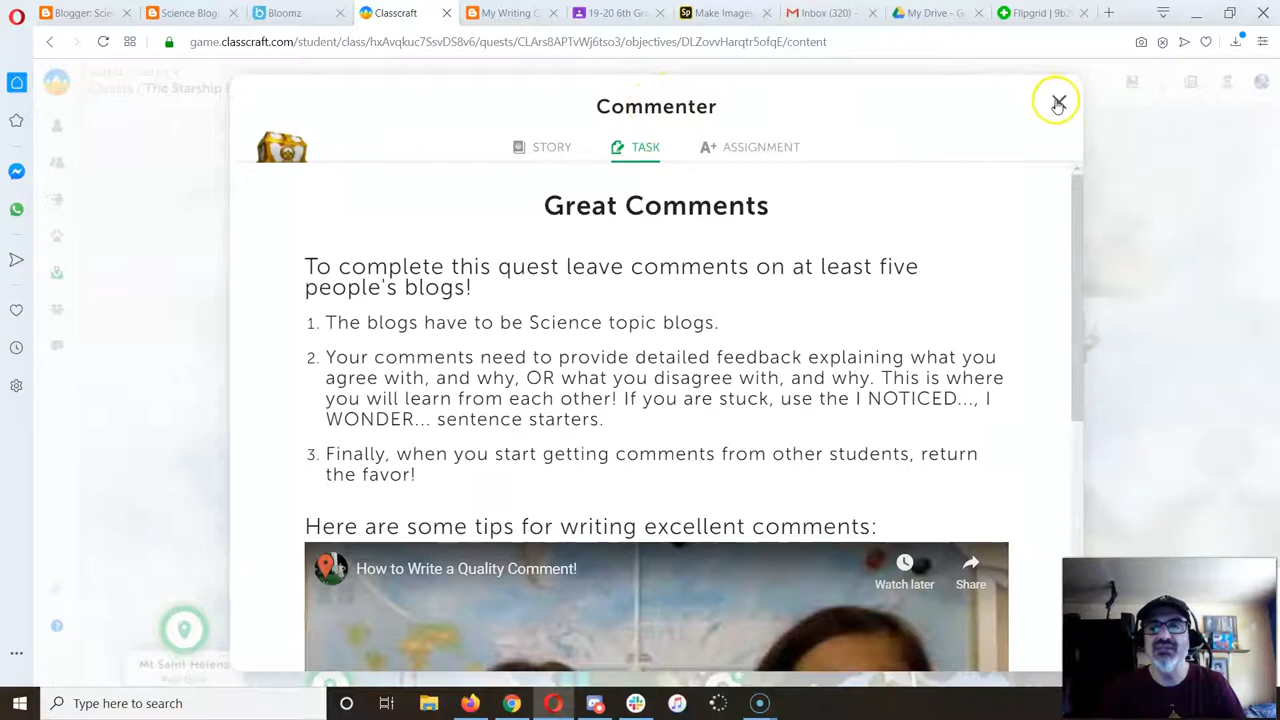 Blogger: Scie
Science Blog:
Bloomz
Classcraft
My Writing C
19-20 6th Gr
Make Images
Inbox (320)
My Drive - G
Flipgrid | 9b2
game.classcraft.com/student/class/hxAvqkuc7SsvDS8v6/quests/CLArs8APTvWj6tso3/objectives/DLZovvHarqtr5ofqE/content
Quests / The Starship E
Commenter
STORY
TASK
A+ ASSIGNMENT
Great Comments
To complete this quest leave comments on at least five
people's blogs!
1. The blogs have to be Science topic blogs.
2. Your comments need to provide detailed feedback explaining what you
agree with, and why, OR what you disagree with, and why. This is where
you will learn from each other! If you are stuck, use the I NOTICED..., I
WONDER... sentence starters.
3. Finally, when you start getting comments from other students, return
the favor!
Here are some tips for writing excellent comments:
How to Write a Quality Comment!
Watch later
Share
Mt Saint Helens
Type here to search